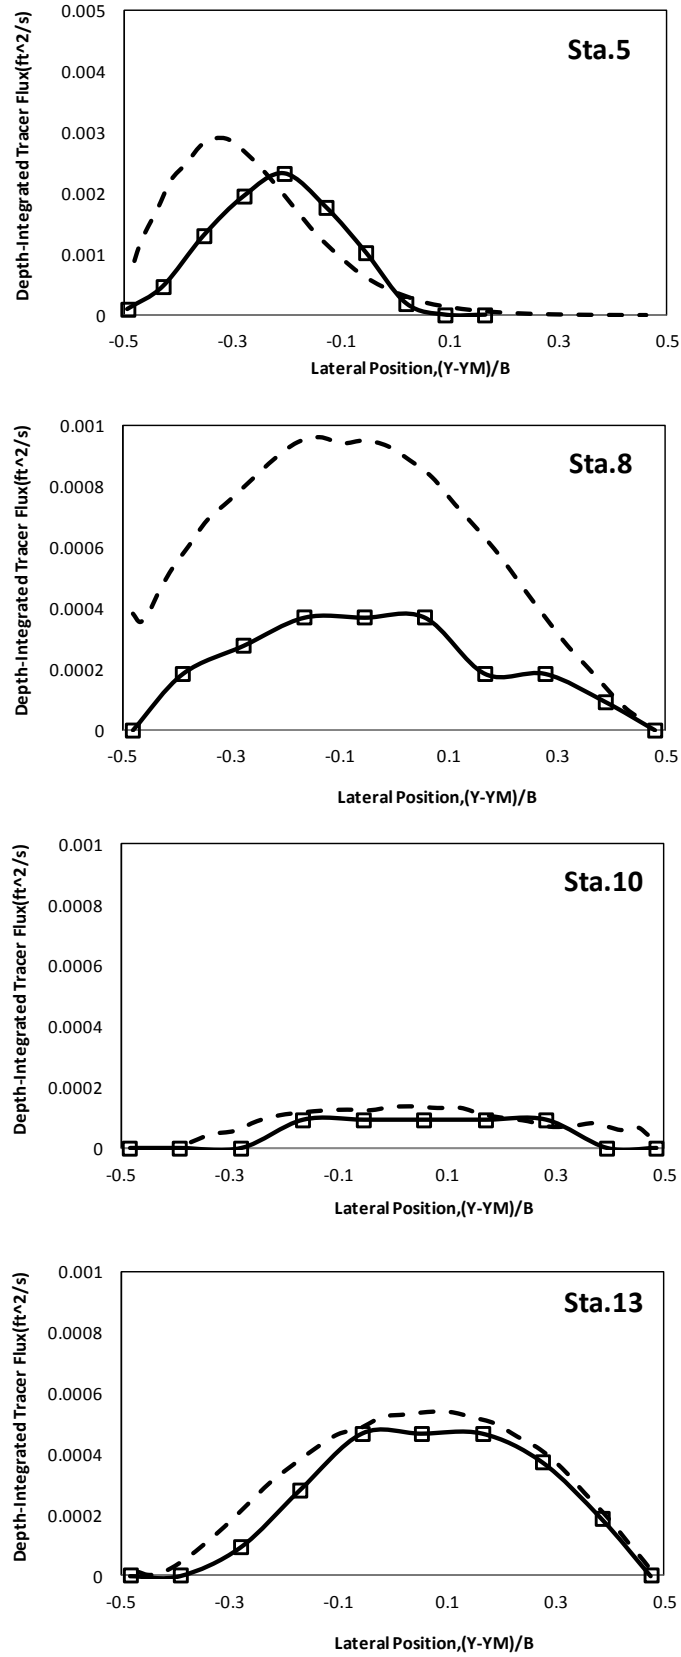 Sta.5
Depth-Integrated Tracer Flux(ft^2/s)
0.005
0.004
0.003
0.002
0.001
0
-0.5 -0.3 -0.1 0.1 0.3 0.5
Lateral Position,(Y-YM)/B
Sta.8
Depth-Integrated Tracer Flux(ft^2/s)
0.001
0.0008
0.0006
0.0004
0.0002
0
-0.5 -0.3 -0.1 0.1 0.3 0.5
Lateral Position,(Y-YM)/B
Sta.10
Depth-Integrated Tracer Flux(ft^2/s)
0.001
0.0008
0.0006
0.0004
0.0002
0
-0.5 -0.3 -0.1 0.1 0.3 0.5
Lateral Position,(Y-YM)/B
Sta.13
Depth-Integrated Tracer Flux(ft^2/s)
0.001
0.0008
0.0006
0.0004
0.0002
0
-0.5 -0.3 -0.1 0.1 0.3 0.5
Lateral Position,(Y-YM)/B